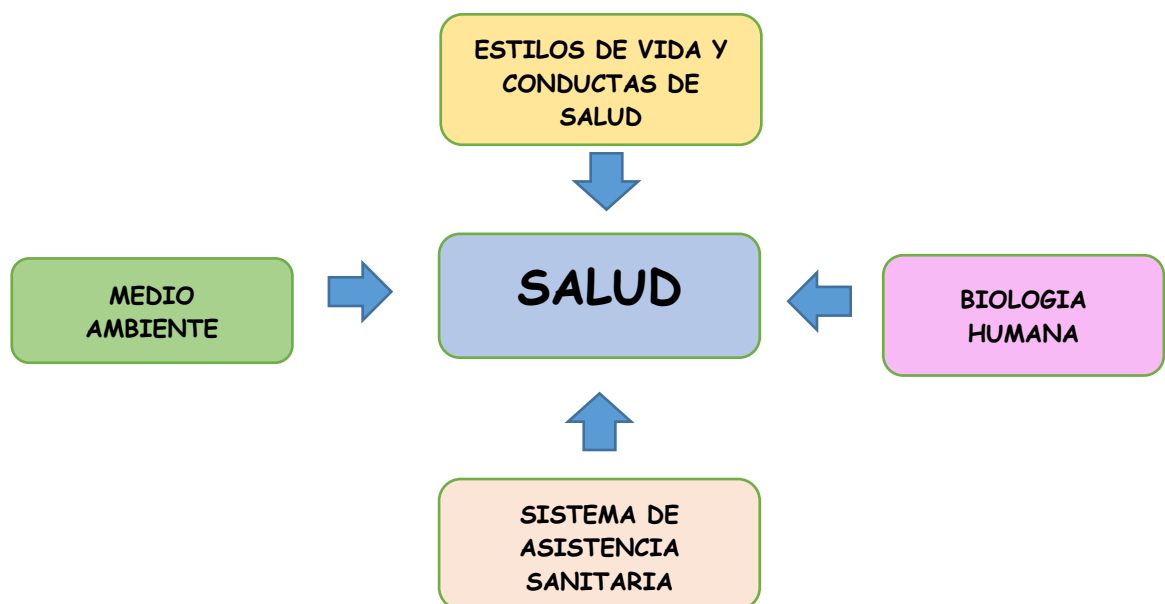 ESTILOS DE VIDA Y
CONDUCTAS DE
SALUD
MEDIO
AMBIENTE
SALUD
BIOLOGIA
HUMANA
SISTEMA DE
ASISTENCIA
SANITARIA